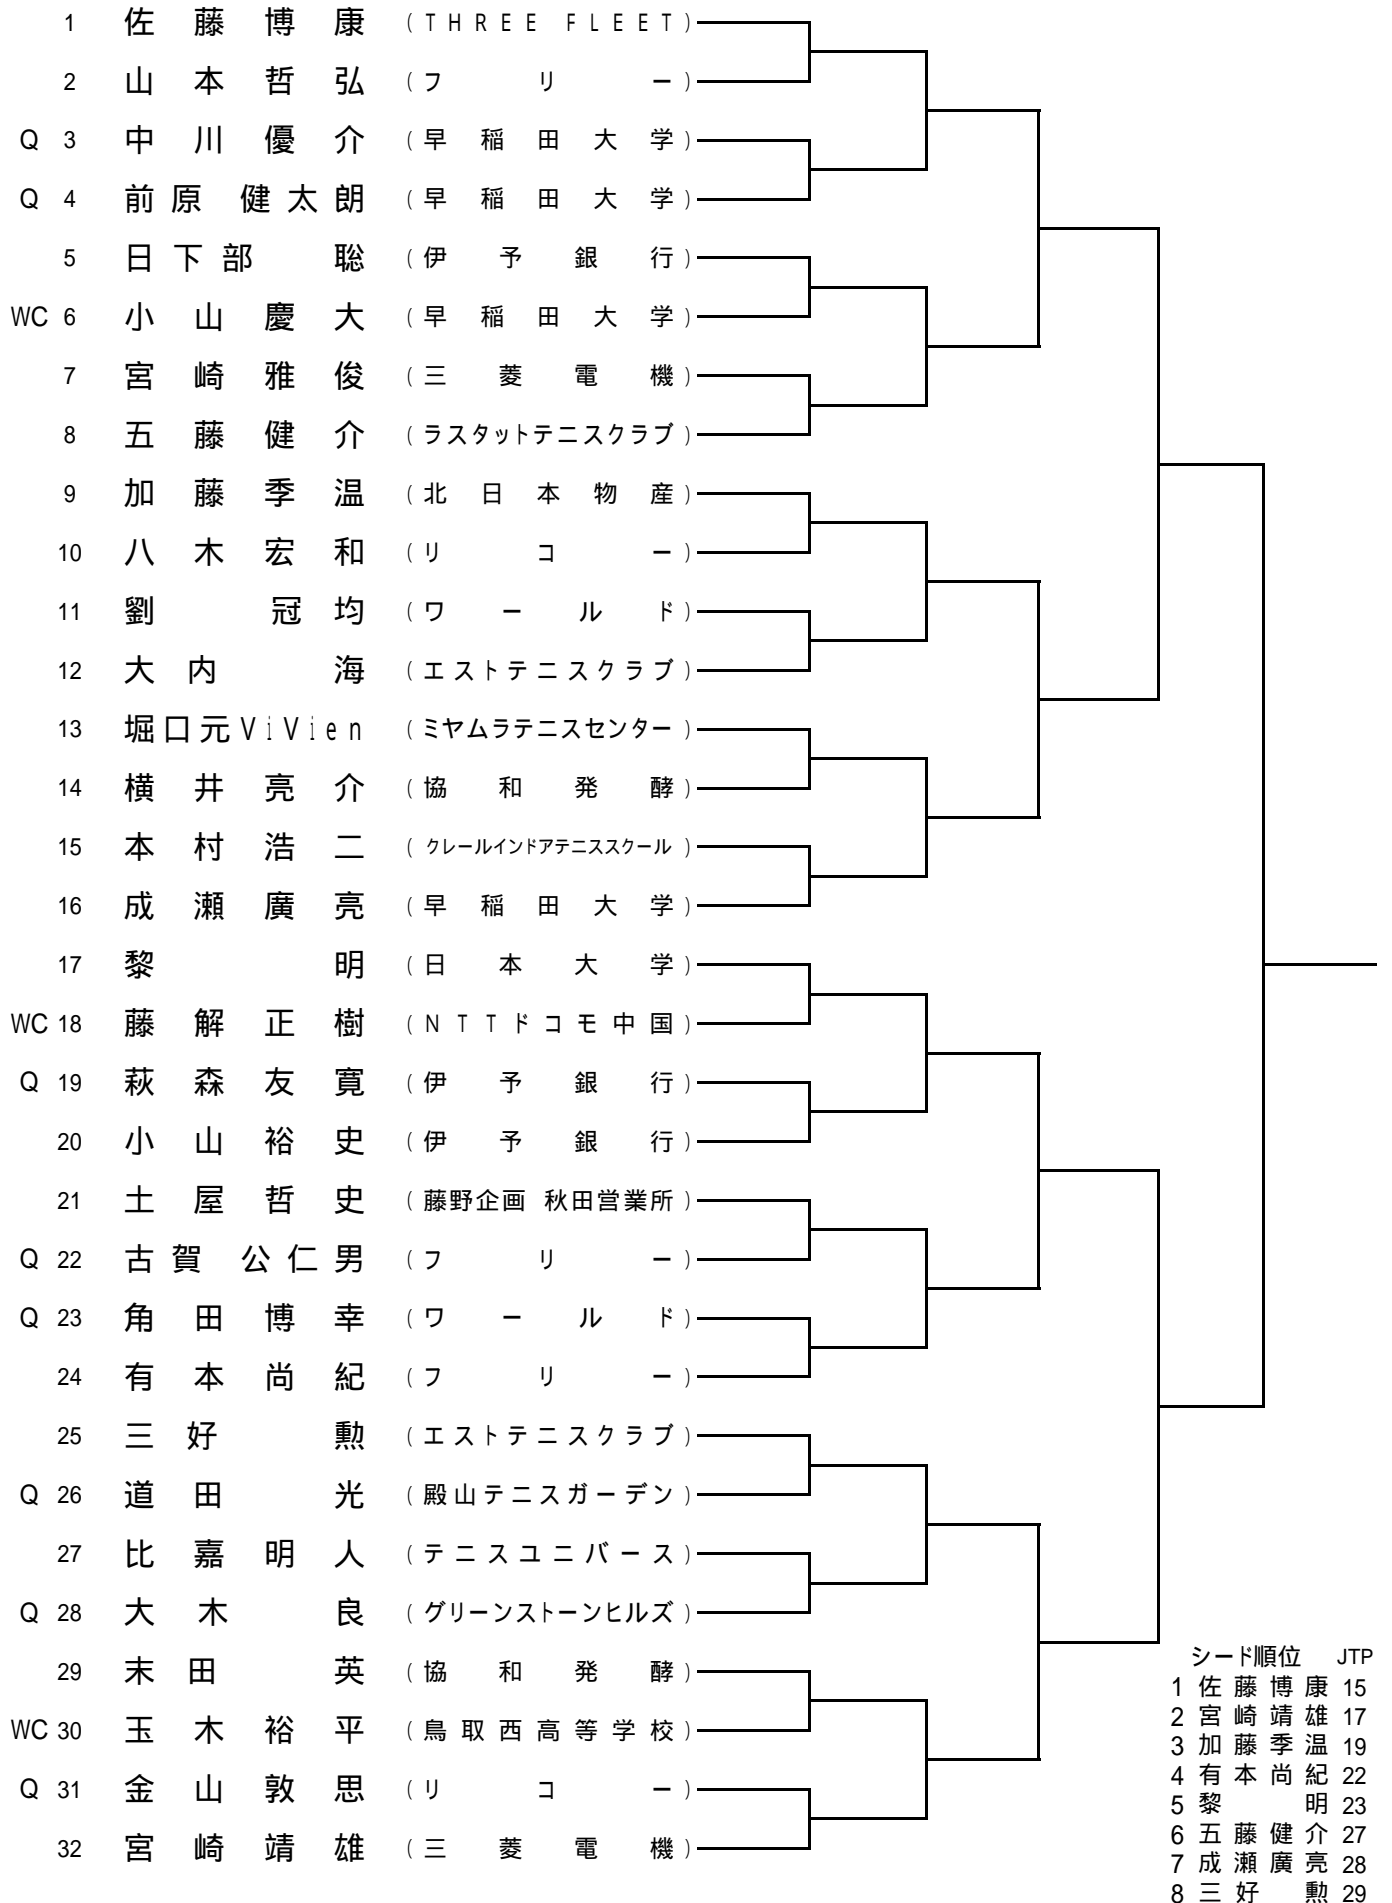 1 佐藤博康 (THREE FLEET)
2 山本哲弘 (フリー)
Q 3 中川優介 (早稲田大学)
Q 4 前原 健太朗 (早稲田大学)
5 日下部 聡 (伊予銀行)
WC 6 小山慶大 (早稲田大学)
7 宮崎雅俊 (三菱電機)
8 五藤健介 (ラスタットテニスクラブ)
9 加藤季温 (北日本物産)
10 八木宏和 (リコー)
11 劉 冠均 (ワールド)
12 大内 海 (エストテニスクラブ)
13 堀口元ViVien (ミヤムラテニスセンター)
14 横井亮介 (協和発酵)
15 本村浩二 (クレールインドアテニススクール)
16 成瀬廣亮 (早稲田大学)
17 黎 明 (日本大学)
WC 18 藤解正樹 (NTTドコモ中国)
Q 19 萩森友寛 (伊予銀行)
20 小山裕史 (伊予銀行)
21 土屋哲史 (藤野企画 秋田営業所)
Q 22 古賀 公仁男 (フリー)
Q 23 角田博幸 (ワールド)
24 有本尚紀 (フリー)
25 三好 勲 (エストテニスクラブ)
Q 26 道田 光 (殿山テニスガーデン)
27 比嘉明人 (テニスユニバース)
Q 28 大木 良 (グリーンストーンヒルズ)
29 末田 英 (協和発酵)
WC 30 玉木裕平 (鳥取西高等学校)
Q 31 金山敦思 (リコー)
32 宮崎靖雄 (三菱電機)
シード順位 JTP
1 佐藤博康 15
2 宮崎靖雄 17
3 加藤季温 19
4 有本尚紀 22
5 黎 明 23
6 五藤健介 27
7 成瀬廣亮 28
8 三好 勲 29